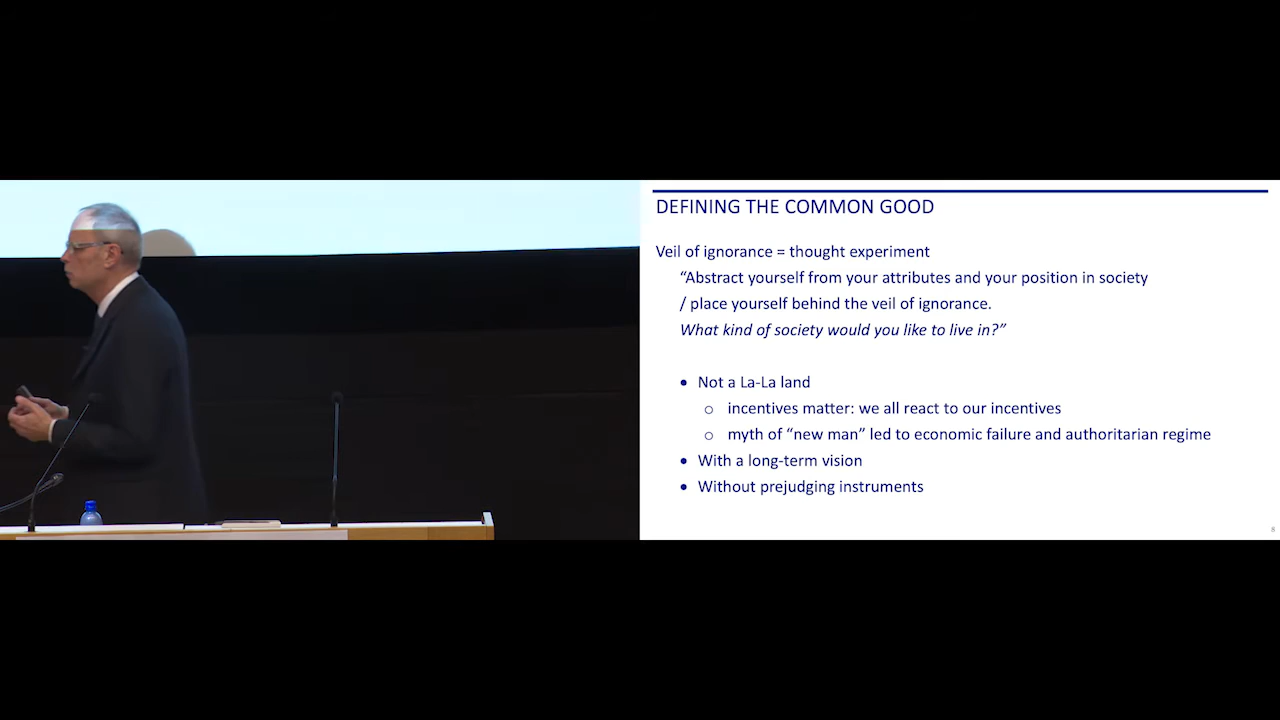 DEFINING THE COMMON GOOD
Veil of ignorance = thought experiment
“Abstract yourself from your attributes and your position in society
/ place yourself behind the veil of ignorance.
What kind of society would you like to live in?”
• Not a La-La land
o incentives matter: we all react to our incentives
o myth of “new man” led to economic failure and authoritarian regime
• With a long-term vision
• Without prejudging instruments